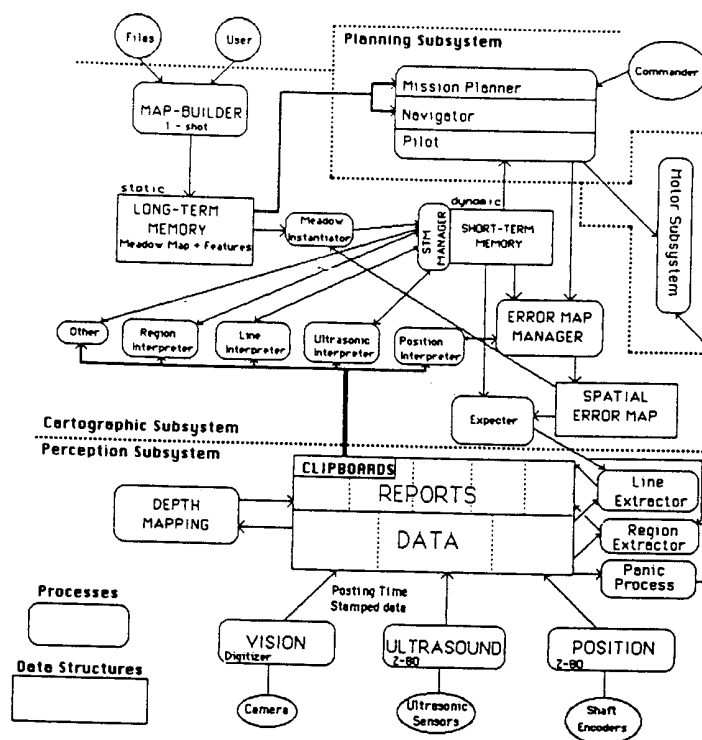 Files
User
Planning Subsystem
Commander
Mission Planner
Navigator
Pilot
MAP-BUILDER
1 - shot
static
LONG-TERM
MEMORY
Meadow Map + Features
Meadow
Instantiator
STM
MANAGER
dynamic
SHORT-TERM
MEMORY
Motor Subsystem
Other
Region
Interpreter
Line
Interpreter
Ultrasonic
Interpreter
Position
Interpreter
ERROR MAP
MANAGER
SPATIAL
ERROR MAP
Expecter
Cartographic Subsystem
Perception Subsystem
CLIPBOARDS
REPORTS
DATA
DEPTH
MAPPING
Line
Extractor
Region
Extractor
Panic
Process
Processes
Data Structures
Posting Time
Stamped data
VISION
Digitizer
ULTRASOUND
Z-80
POSITION
Z-80
Camera
Ultrasonic
Sensors
Shaft
Encoders